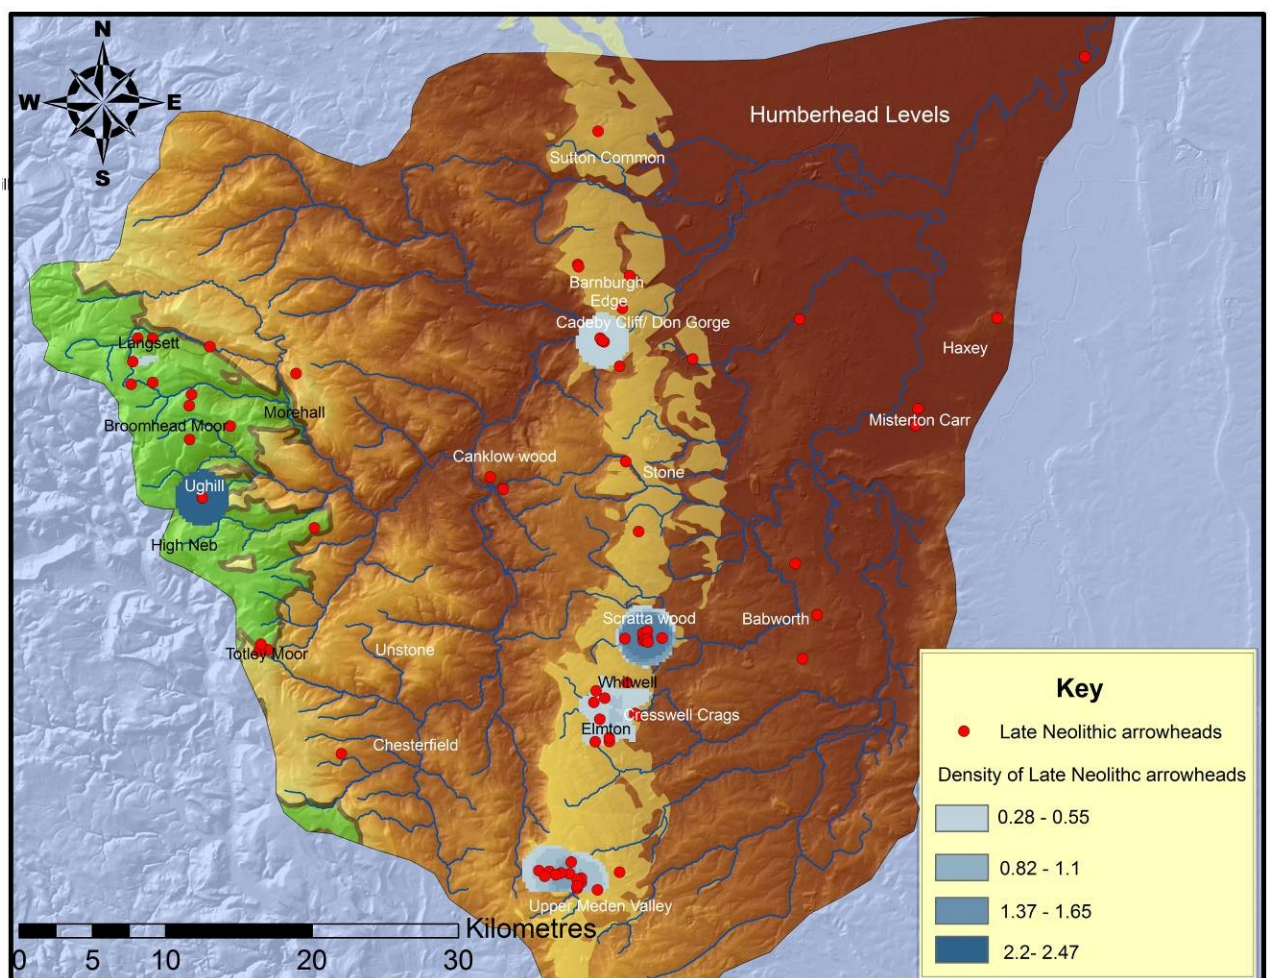 N
W
E
S
ill
Humberhead Levels
Sutton Common
Barnburgh
Edge
Cadeby Cliff/ Don Gorge
Langsett
Haxey
Morehall
Broomhead Moor
Misterton Carr
Canklow wood
Stone
Ughill
High Neb
Scratta wood
Babworth
Totley Moor
Unstone
Whitwell
Cresswell Crags
Elmton
Chesterfield
Upper Meden Valley
Key
Late Neolithic arrowheads
Density of Late Neolithc arrowheads
0.28 - 0.55
0.82 - 1.1
1.37 - 1.65
2.2- 2.47
Kilometres
0 5 10 20 30